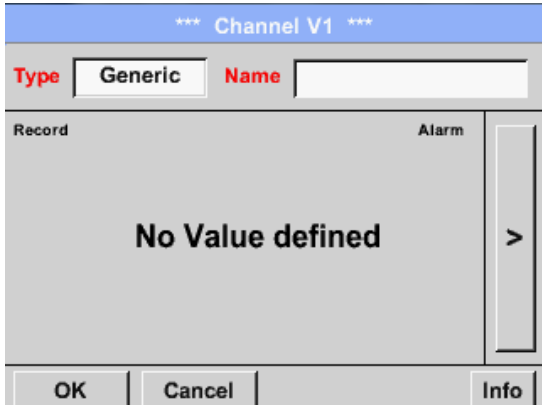 *** Channel V1 ***
Type Generic Name
Record Alarm
No Value defined
>
OK Cancel Info